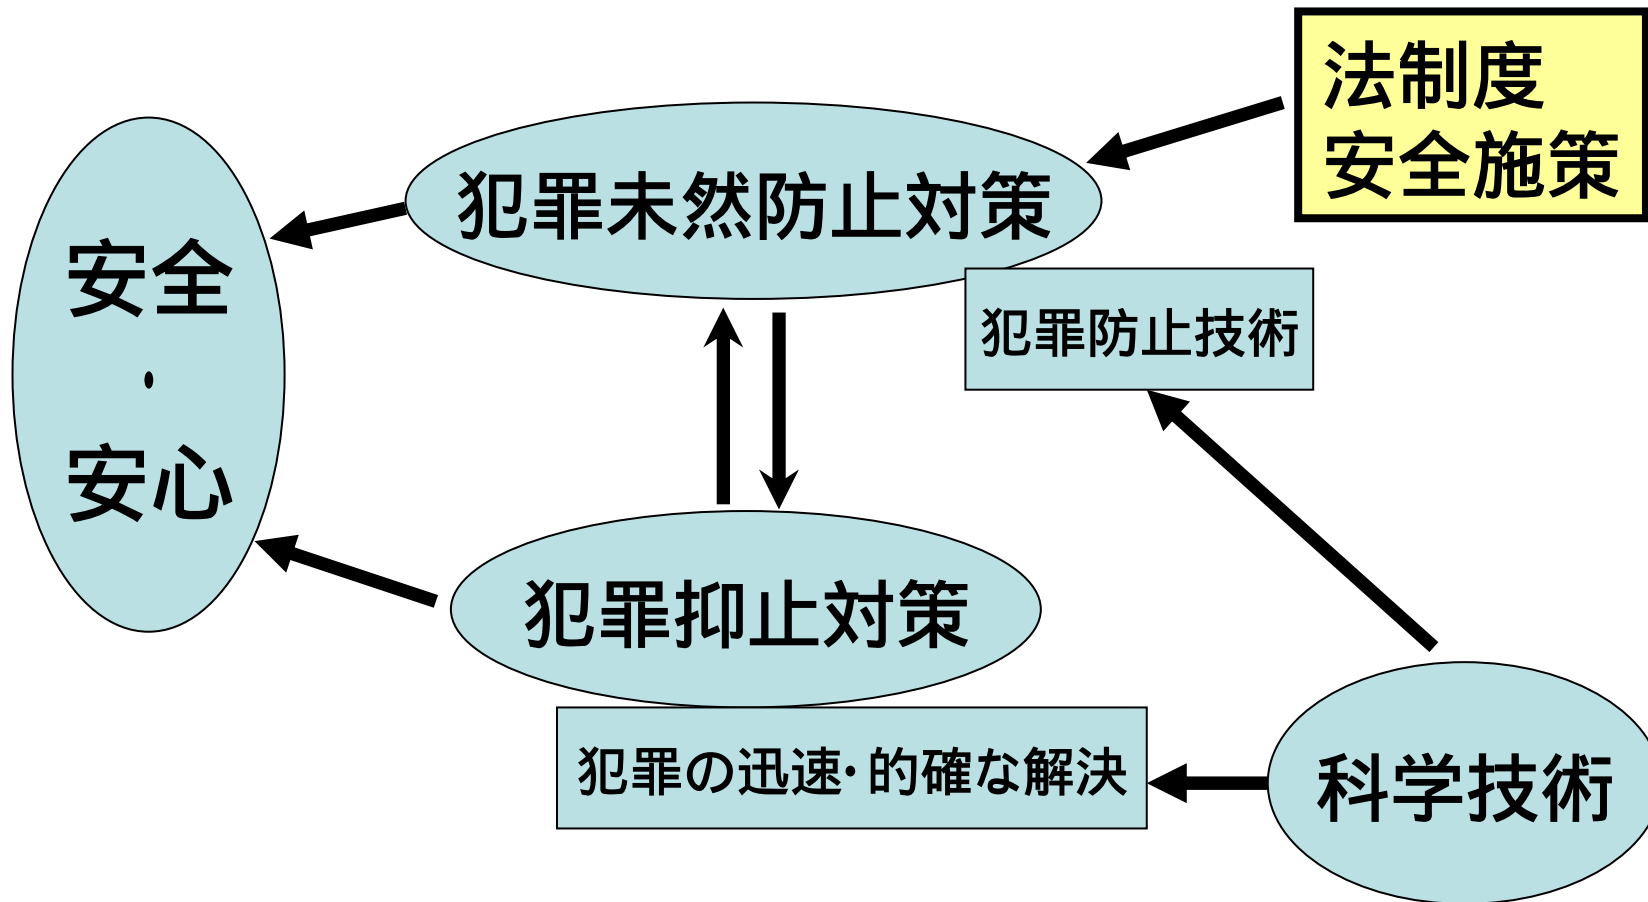 法制度
安全施策
犯罪未然防止対策
安全
・
安心
犯罪防止技術
犯罪抑止対策
犯罪の迅速・的確な解決
科学技術